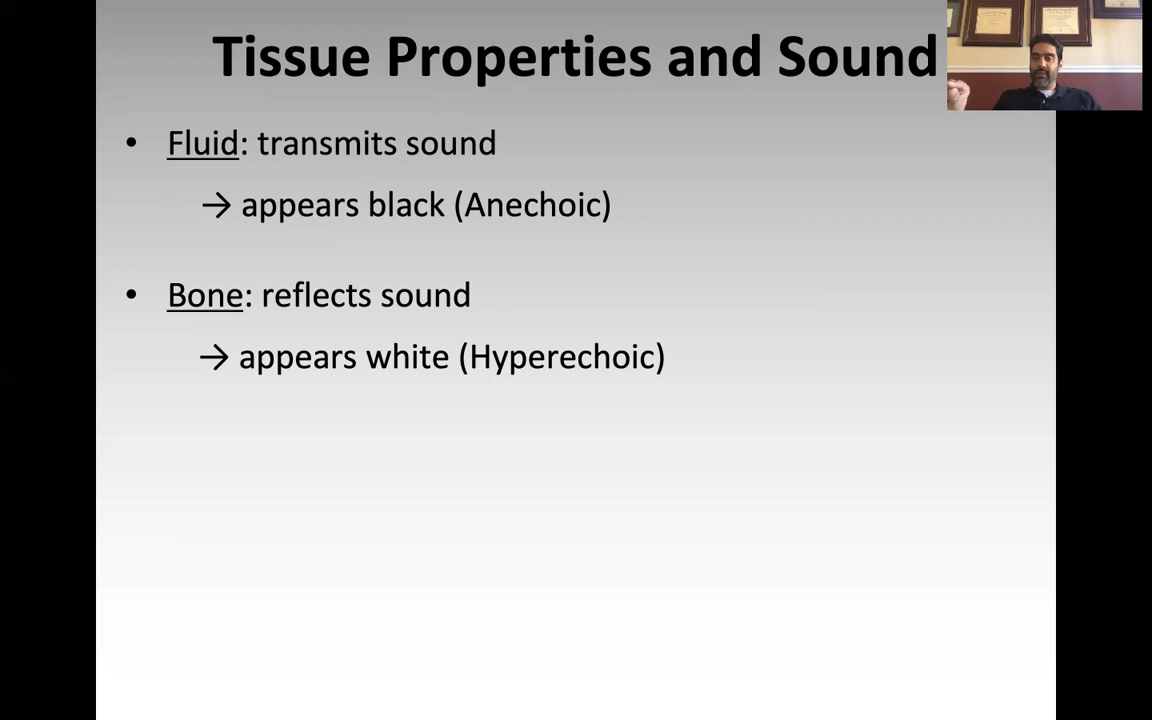 Tissue Properties and Sound
• Fluid: transmits sound
→ appears black (Anechoic)
• Bone: reflects sound
→ appears white (Hyperechoic)